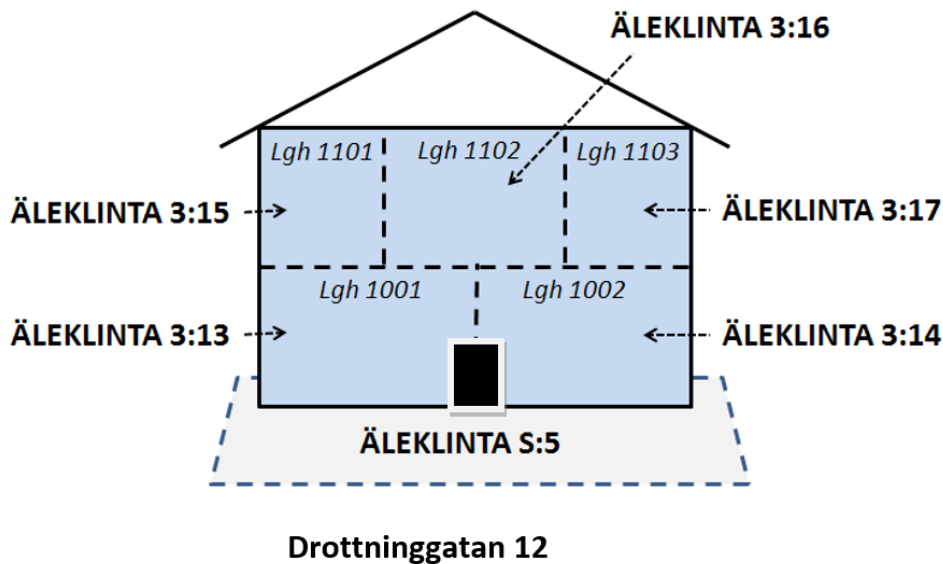 ÄLEKLINTA 3:16
Lgh 1101 Lgh 1102 Lgh 1103
ÄLEKLINTA 3:15 ÄLEKLINTA 3:17
Lgh 1001 Lgh 1002
ÄLEKLINTA 3:13 ÄLEKLINTA 3:14
ÄLEKLINTA S:5
Drottninggatan 12